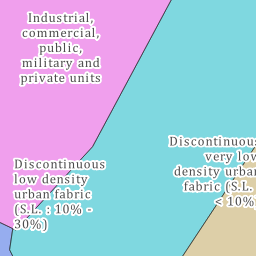 Industrial,
commercial,
public,
military and
private units
Discontinuous
very low
density urban
fabric (S.L. :
< 10%)
Discontinuous
low density
urban fabric
(S.L. : 10% -
30%)